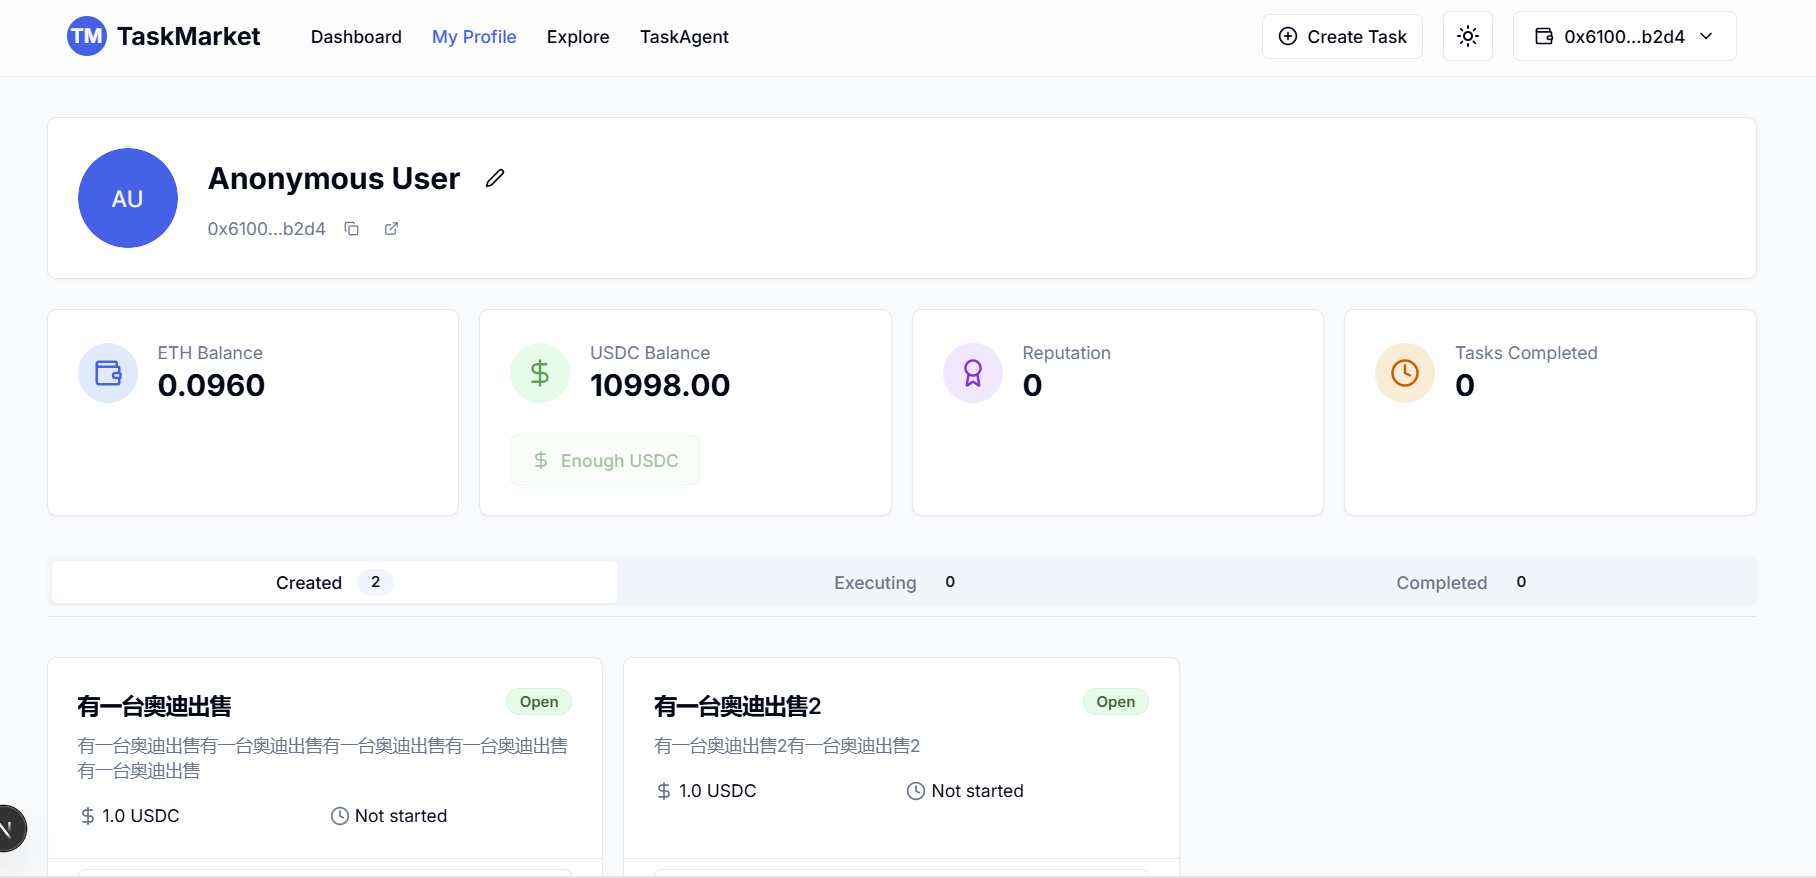 TM TaskMarket Dashboard My Profile Explore TaskAgent Create Task 0x6100...b2d4
AU
Anonymous User
0x6100...b2d4
ETH Balance
0.0960
USDC Balance
10998.00
Enough USDC
Reputation
0
Tasks Completed
0
Created 2
Executing 0
Completed 0
有一台奥迪出售
Open
有一台奥迪出售有一台奥迪出售有一台奥迪出售有一台奥迪出售
有一台奥迪出售
1.0 USDC
Not started
有一台奥迪出售2
Open
有一台奥迪出售2有一台奥迪出售2
1.0 USDC
Not started
N